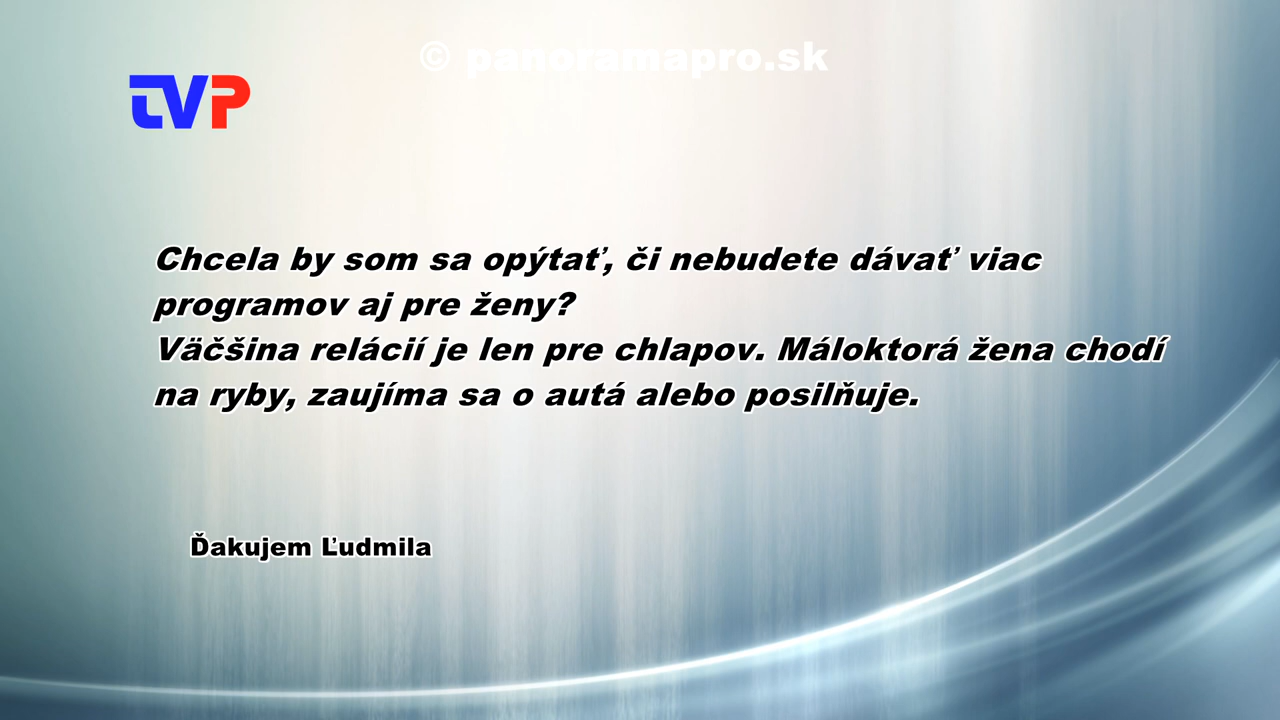 © panoramapro.sk
TVP
Chcela by som sa opýtať, či nebudete dávať viac
programov aj pre ženy?
Väčšina relácií je len pre chlapov. Máloktorá žena chodí
na ryby, zaujíma sa o autá alebo posilňuje.
Ďakujem Ľudmila